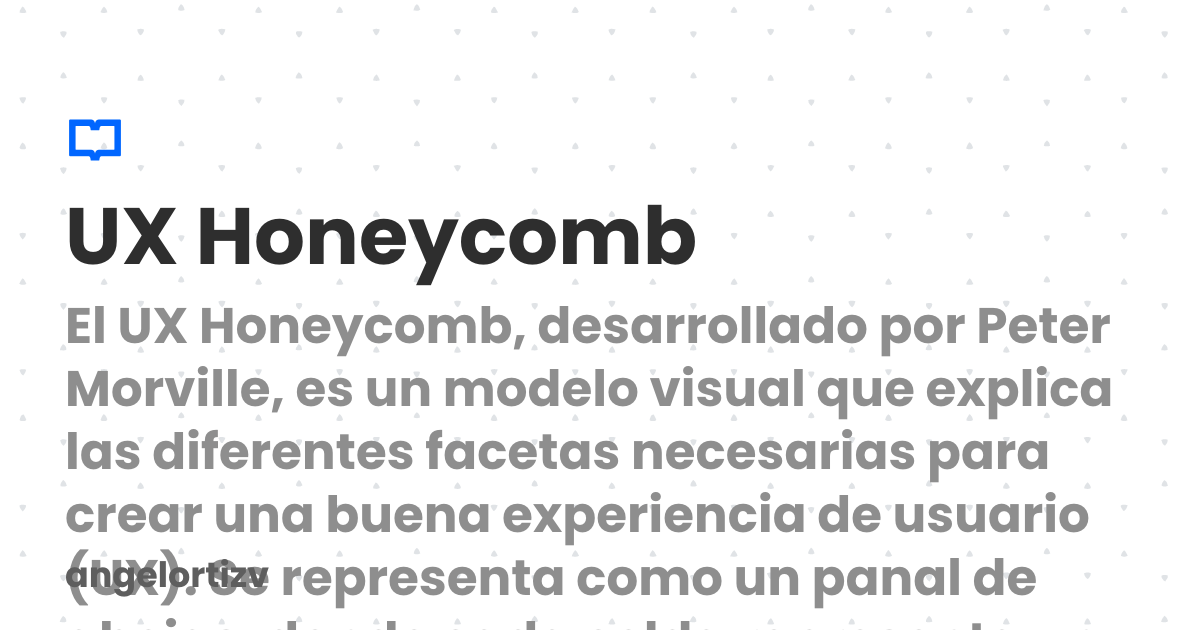 UX Honeycomb
El UX Honeycomb, desarrollado por Peter
Morville, es un modelo visual que explica
las diferentes facetas necesarias para
crear una buena experiencia de usuario
(UX). Se representa como un panal de
angelortizv